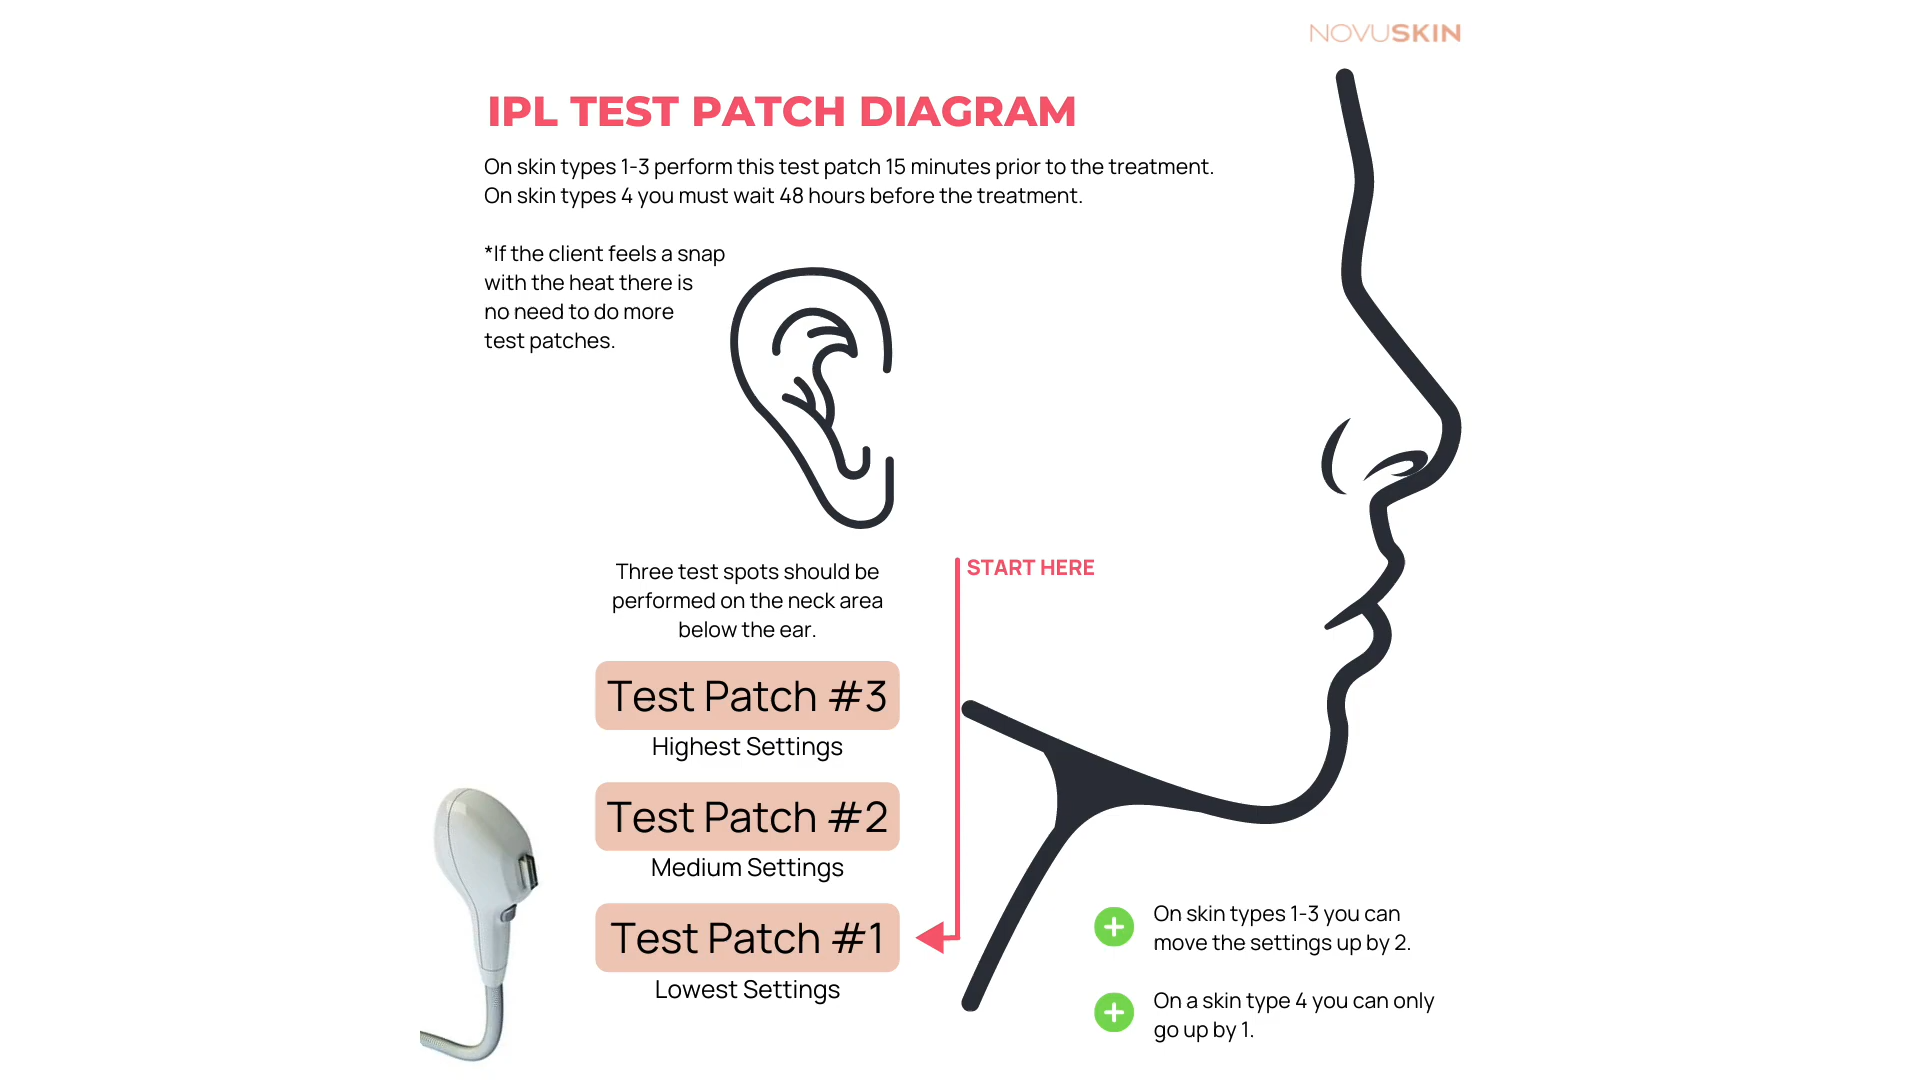 NOVUSKIN
IPL TEST PATCH DIAGRAM
On skin types 1-3 perform this test patch 15 minutes prior to the treatment.
On skin types 4 you must wait 48 hours before the treatment.
*If the client feels a snap
with the heat there is
no need to do more
test patches.
Three test spots should be
performed on the neck area
below the ear.
START HERE
Test Patch #3
Highest Settings
Test Patch #2
Medium Settings
Test Patch #1
Lowest Settings
On skin types 1-3 you can
move the settings up by 2.
On a skin type 4 you can only
go up by 1.